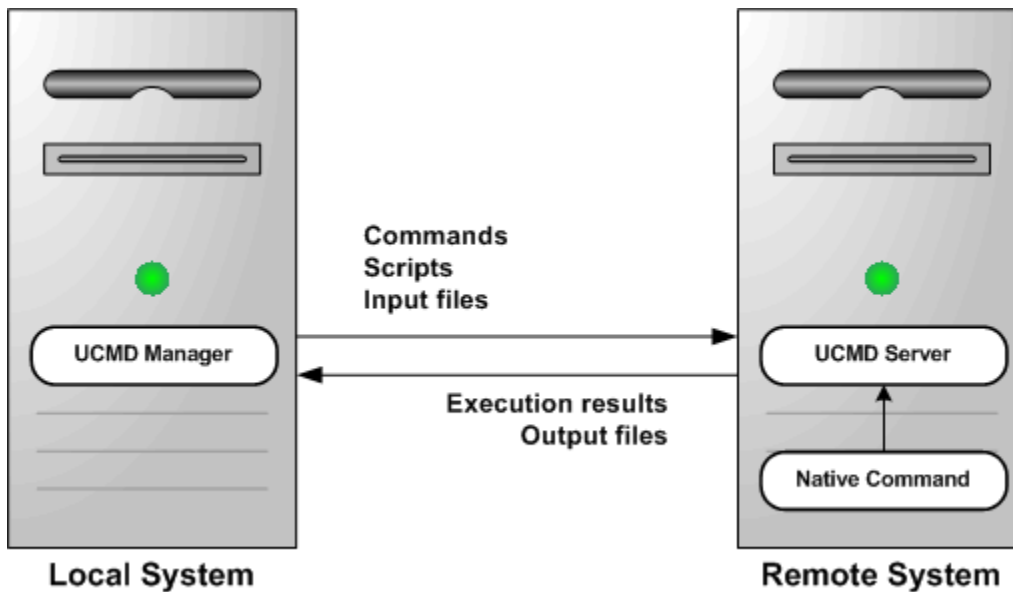 Commands
Scripts
Input files
UCMD Manager
UCMD Server
Execution results
Output files
Native Command
Local System
Remote System